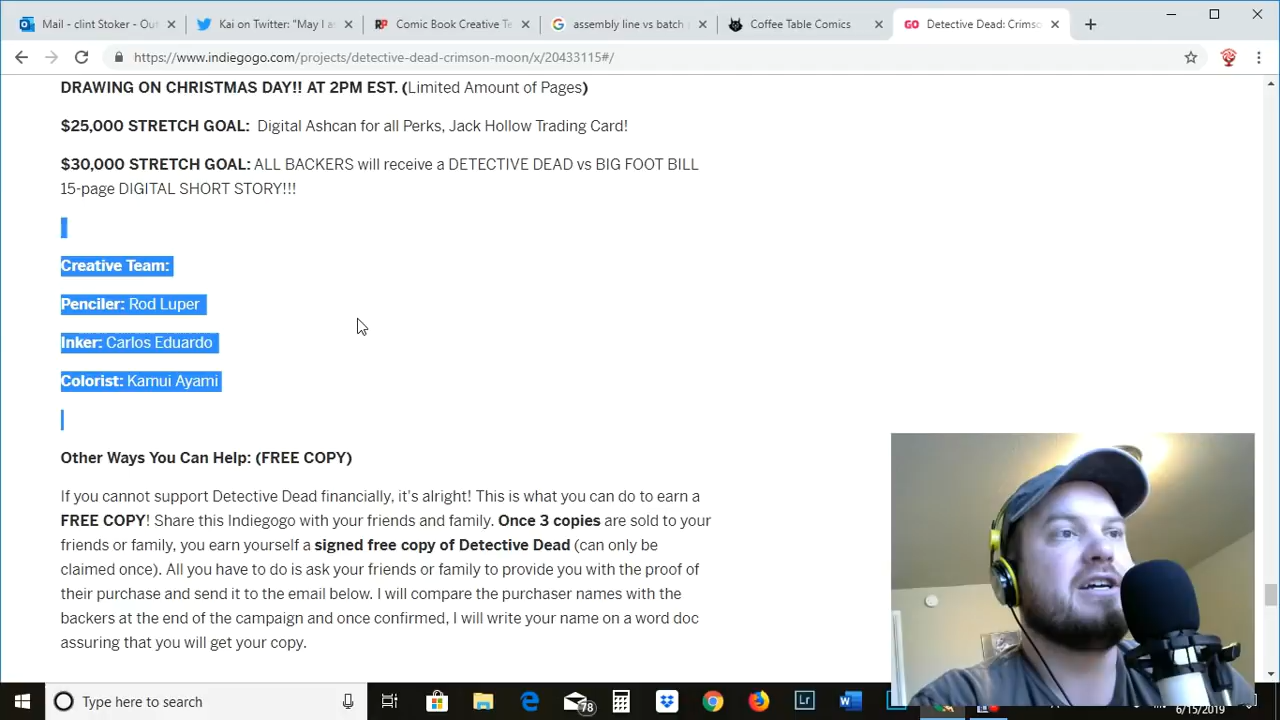 Mail - clint Stoker - Out
Kai on Twitter: "May I a
Comic Book Creative Te
assembly line vs batch
Coffee Table Comics
Detective Dead: Crimso
https://www.indiegogo.com/projects/detective-dead-crimson-moon/x/20433115#/
DRAWING ON CHRISTMAS DAY!! AT 2PM EST. (Limited Amount of Pages)
$25,000 STRETCH GOAL: Digital Ashcan for all Perks, Jack Hollow Trading Card!
$30,000 STRETCH GOAL: ALL BACKERS will receive a DETECTIVE DEAD vs BIG FOOT BILL
15-page DIGITAL SHORT STORY!!!
Creative Team:
Penciler: Rod Luper
Inker: Carlos Eduardo
Colorist: Kamui Ayami
Other Ways You Can Help: (FREE COPY)
If you cannot support Detective Dead financially, it's alright! This is what you can do to earn a
FREE COPY! Share this Indiegogo with your friends and family. Once 3 copies are sold to your
friends or family, you earn yourself a signed free copy of Detective Dead (can only be
claimed once). All you have to do is ask your friends or family to provide you with the proof of
their purchase and send it to the email below. I will compare the purchaser names with the
backers at the end of the campaign and once confirmed, I will write your name on a word doc
assuring that you will get your copy.
Type here to search
78
Lr
6/15/2019